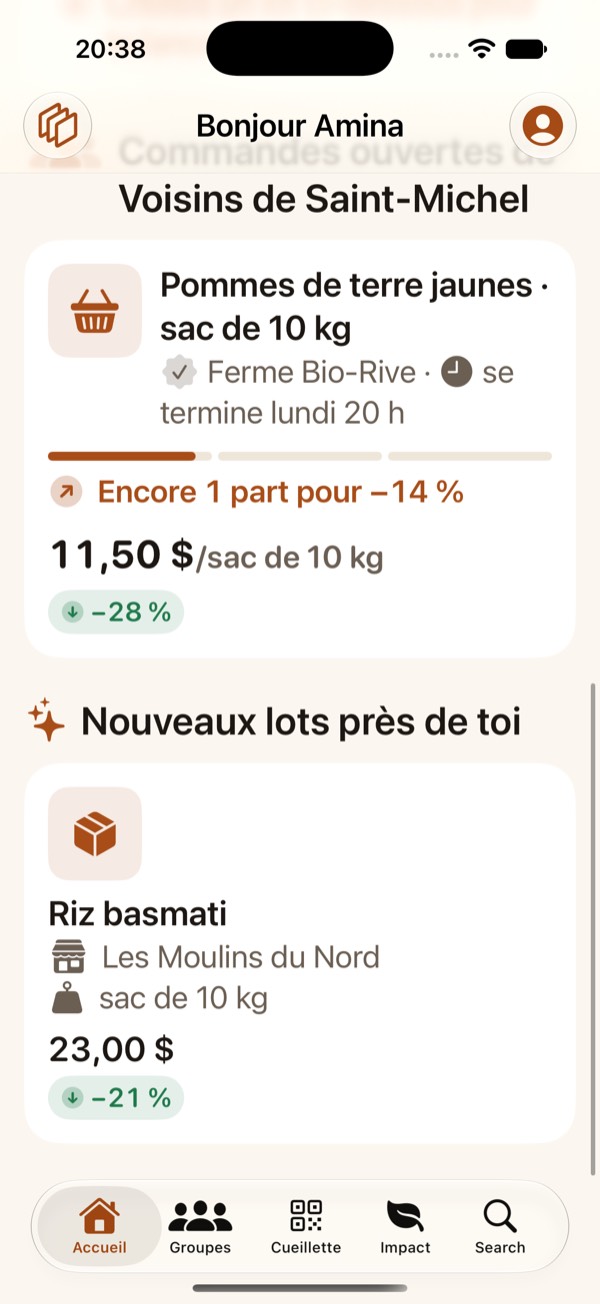 20:38
Bonjour Amina
Commandes ouvertes de
Voisins de Saint-Michel
Pommes de terre jaunes ·
sac de 10 kg
Ferme Bio-Rive · se
termine lundi 20 h
Encore 1 part pour −14 %
11,50 $/sac de 10 kg
−28 %
Nouveaux lots près de toi
Riz basmati
Les Moulins du Nord
sac de 10 kg
23,00 $
−21 %
Accueil
Groupes
Cueillette
Impact
Search